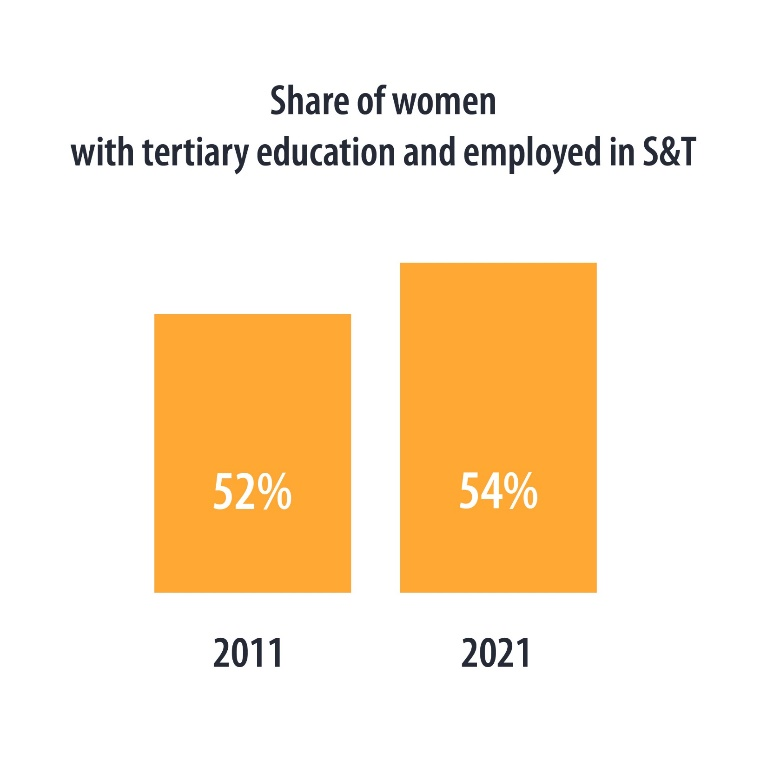 Share of women
with tertiary education and employed in S&T
52%
54%
2011
2021